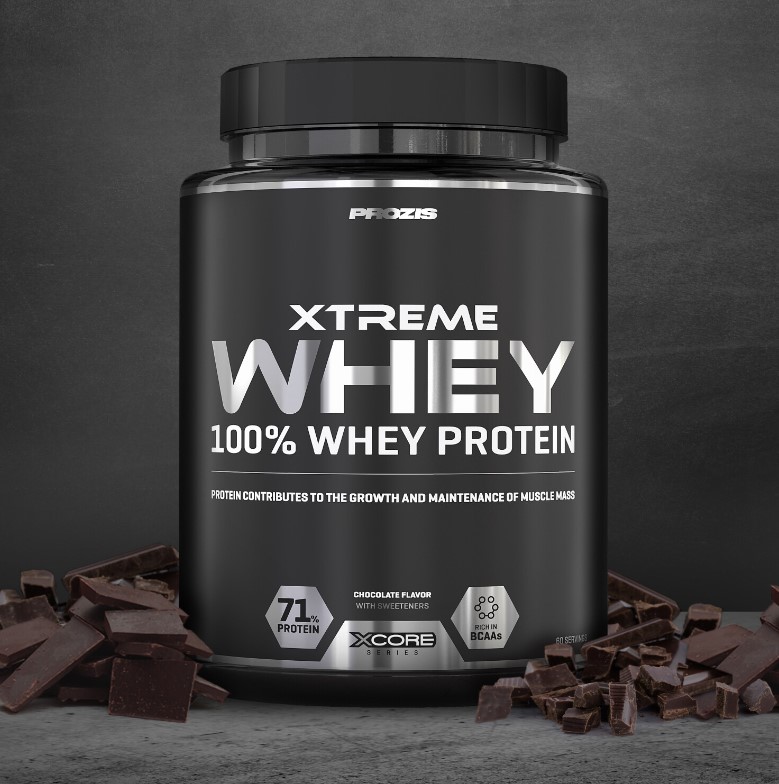 PROZIS
XTREME
WHEY
100% WHEY PROTEIN
PROTEIN CONTRIBUTES TO THE GROWTH AND MAINTENANCE OF MUSCLE MASS
71%
PROTEIN
CHOCOLATE FLAVOR
WITH SWEETENERS
XCORE
SERIES
RICH IN
BCAAs